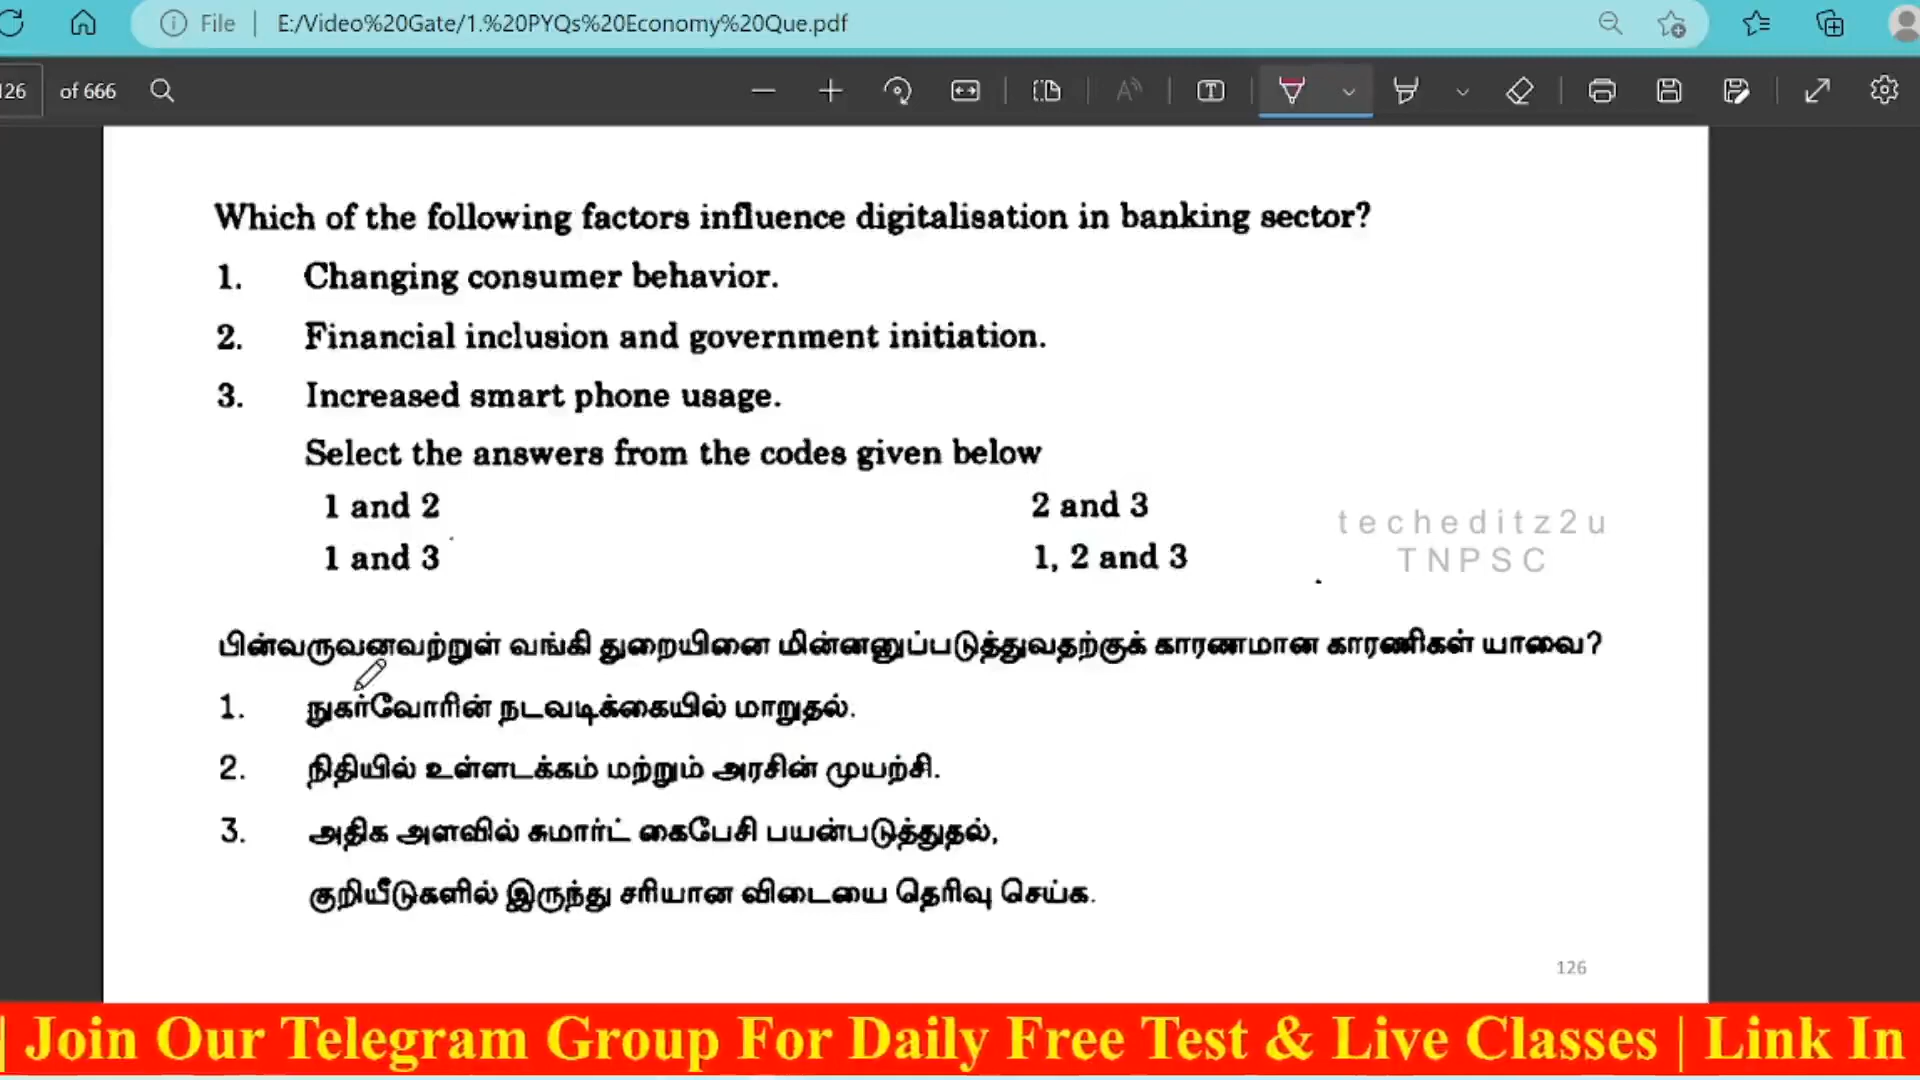 File | E:/Video%20Gate/1.%20PYQs%20Economy%20Que.pdf
126 of 666
Which of the following factors influence digitalisation in banking sector?
1. Changing consumer behavior.
2. Financial inclusion and government initiation.
3. Increased smart phone usage.
Select the answers from the codes given below
1 and 2 2 and 3
1 and 3 1, 2 and 3
techeditz2u
TNPSC
பின்வருவனவற்றுள் வங்கி துறையினை மின்னனுப்படுத்துவதற்குக் காரணமான காரணிகள் யாவை?
1. நுகர்வோரின் நடவடிக்கையில் மாறுதல்.
2. நிதியில் உள்ளடக்கம் மற்றும் அரசின் முயற்சி.
3. அதிக அளவில் சுமார்ட் கைபேசி பயன்படுத்துதல்,
குறியீடுகளில் இருந்து சரியான விடையை தெரிவு செய்க.
126
| Join Our Telegram Group For Daily Free Test & Live Classes | Link In